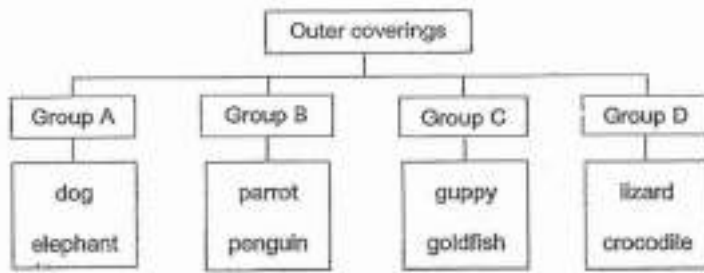 Outer coverings
Group A
Group B
Group C
Group D
dog
elephant
parrot
penguin
guppy
goldfish
lizard
crocodile